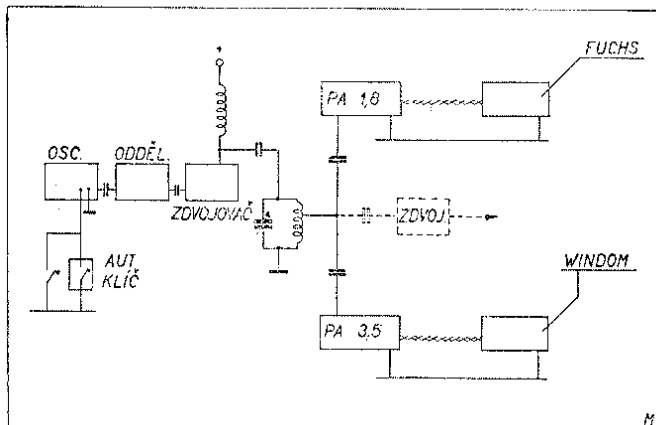 FUCHS
PA 1,8
OSC.
ODDĚL.
ZDVOJOVAČ
ZDVOJ.
AUT.
KLÍČ
WINDOM
PA 3,5
M
+